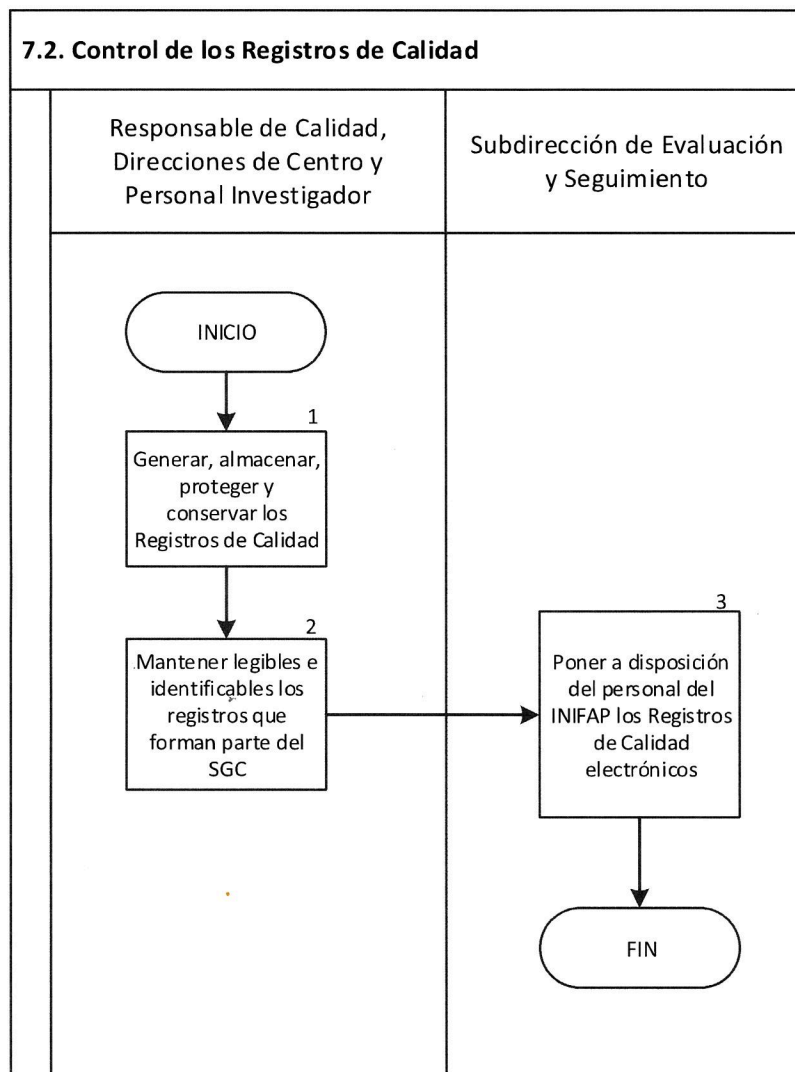 7.2. Control de los Registros de Calidad
Responsable de Calidad,
Direcciones de Centro y
Personal Investigador
Subdirección de Evaluación
y Seguimiento
INICIO
1
Generar, almacenar,
proteger y
conservar los
Registros de Calidad
2
Mantener legibles e
identificables los
registros que
forman parte del
SGC
3
Poner a disposición
del personal del
INIFAP los Registros
de Calidad
electrónicos
FIN